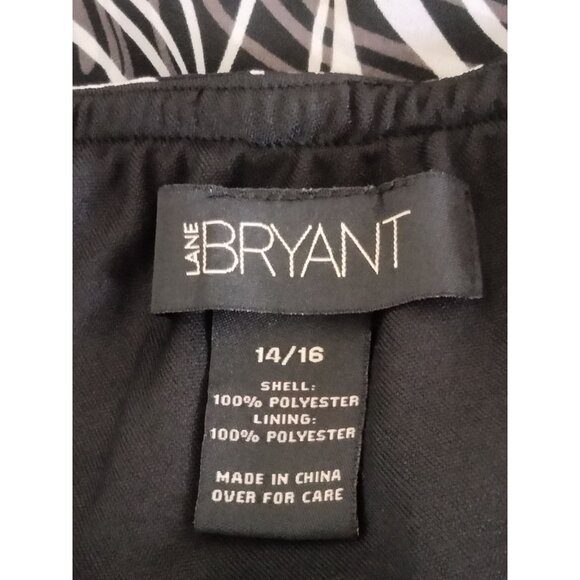 LANE BRYANT
14/16
SHELL:
100% POLYESTER
LINING:
100% POLYESTER
MADE IN CHINA
OVER FOR CARE